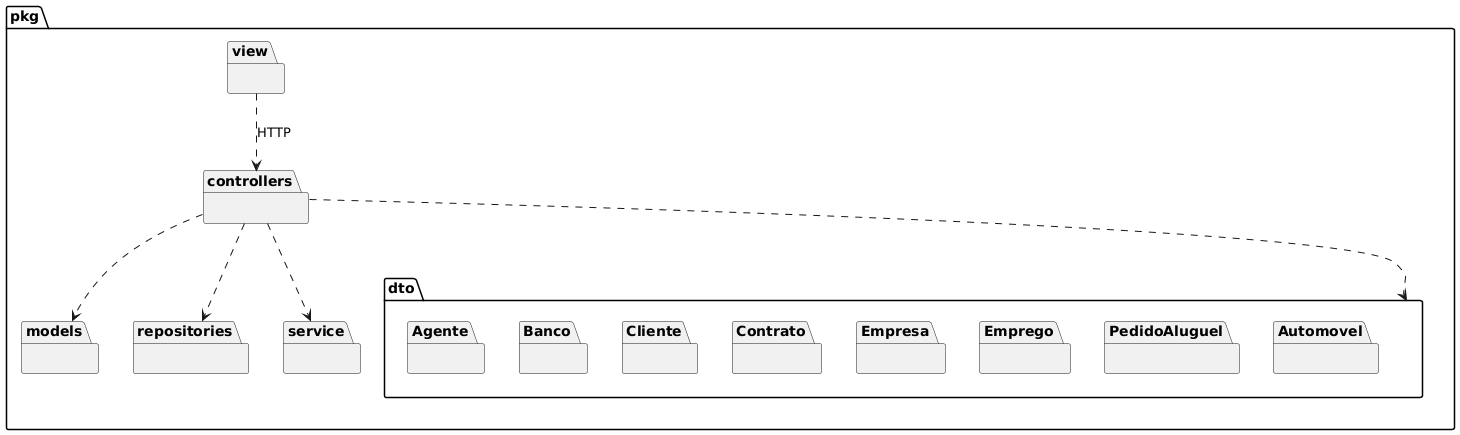 pkg
view
HTTP
controllers
dto
models
repositories
service
Agente
Banco
Cliente
Contrato
Empresa
Emprego
PedidoAluguel
Automovel